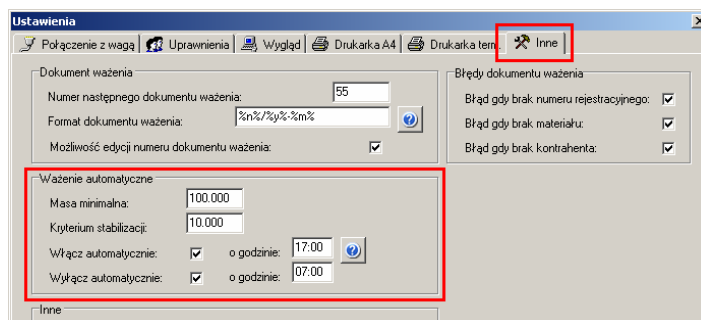 Ustawienia
Połączenie z wagą Uprawnienia Wygląd Drukarka A4 Drukarka term. Inne
Dokument ważenia
Numer następnego dokumentu ważenia: 55
Format dokumentu ważenia: %n%/%y%-%m%
Możliwość edycji numeru dokumentu ważenia:
Błędy dokumentu ważenia
Błąd gdy brak numeru rejestracyjnego:
Błąd gdy brak materiału:
Błąd gdy brak kontrahenta:
Ważenie automatyczne
Masa minimalna: 100.000
Kryterium stabilizacji: 10.000
Włącz automatycznie: o godzinie: 17:00
Wyłącz automatycznie: o godzinie: 07:00
Inne